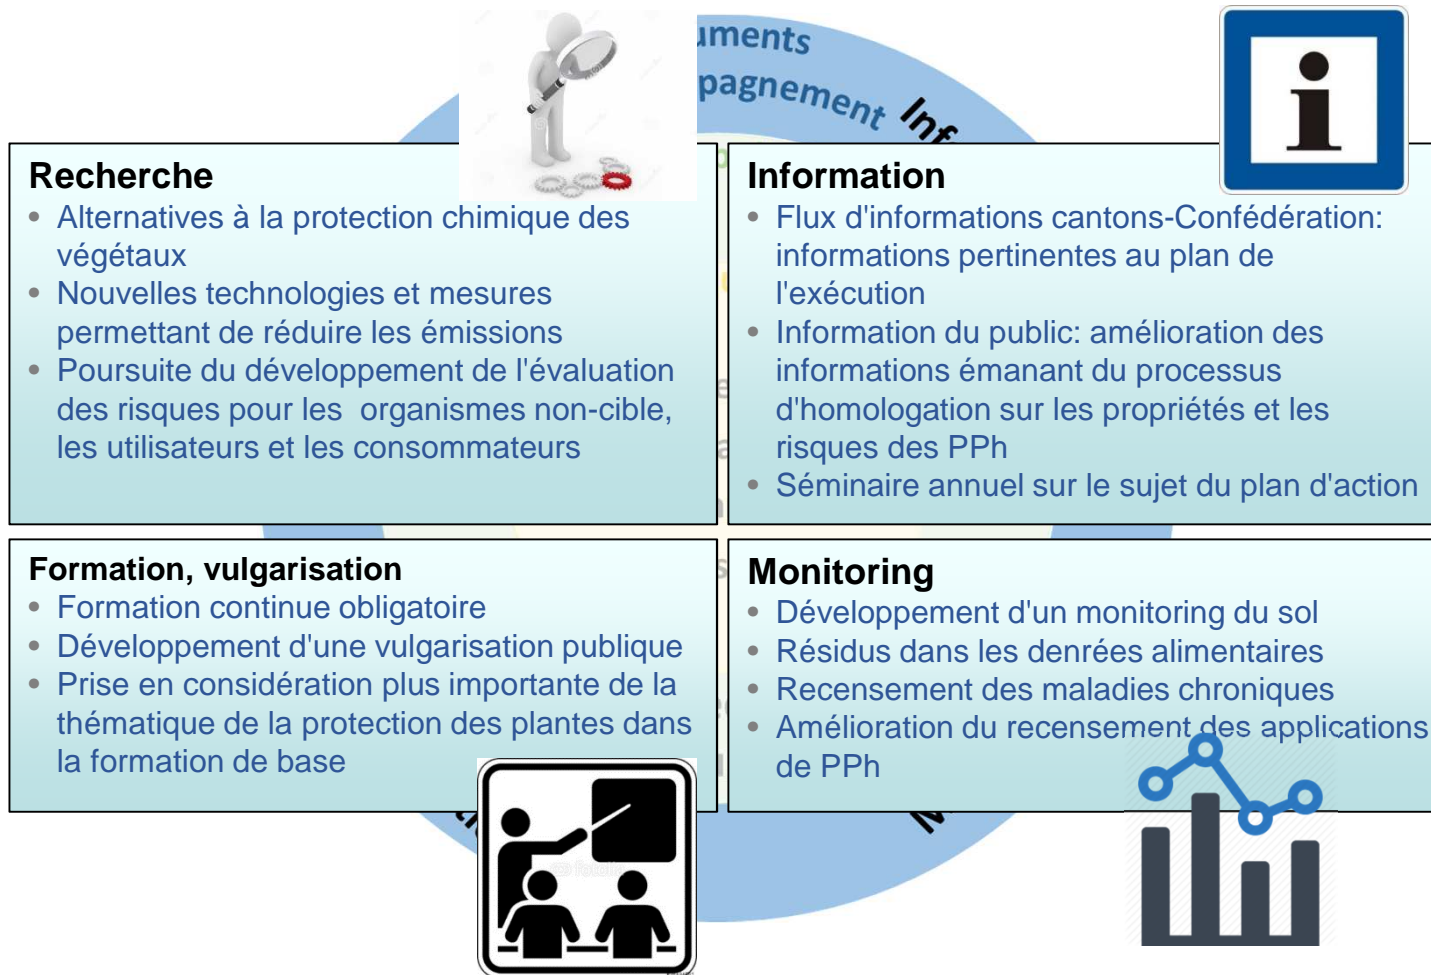 uments
pagnement
Inf
Recherche
• Alternatives à la protection chimique des
végétaux
• Nouvelles technologies et mesures
permettant de réduire les émissions
• Poursuite du développement de l'évaluation
des risques pour les  organismes non-cible,
les utilisateurs et les consommateurs
Information
• Flux d'informations cantons-Confédération:
informations pertinentes au plan de
l'exécution
• Information du public: amélioration des
informations émanant du processus
d'homologation sur les propriétés et les
risques des PPh
• Séminaire annuel sur le sujet du plan d'action
Formation, vulgarisation
• Formation continue obligatoire
• Développement d'une vulgarisation publique
• Prise en considération plus importante de la
thématique de la protection des plantes dans
la formation de base
Monitoring
• Développement d'un monitoring du sol
• Résidus dans les denrées alimentaires
• Recensement des maladies chroniques
• Amélioration du recensement des applications
de PPh